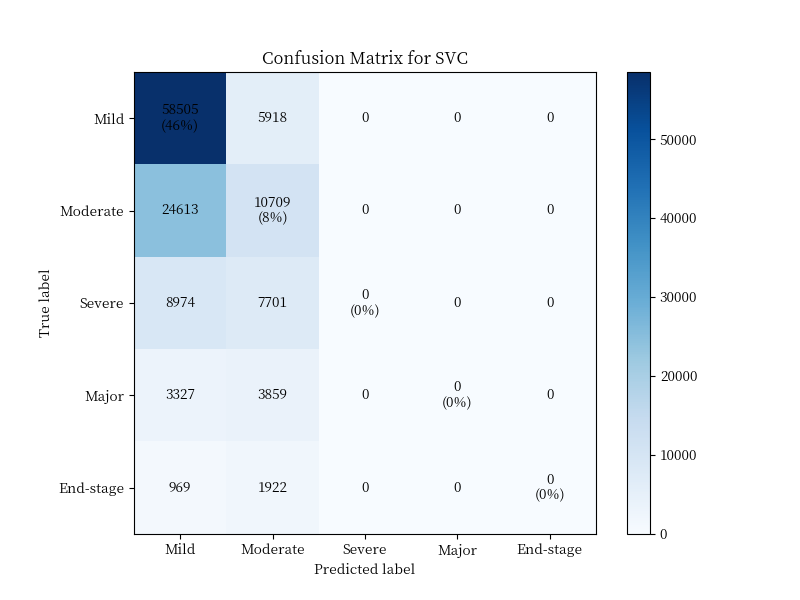 Confusion Matrix for SVC
Mild 58505 5918 0 0 0
(46%)
Moderate 24613 10709 0 0 0
(8%)
Severe 8974 7701 0 0 0
(0%)
Major 3327 3859 0 0 0
(0%)
End-stage 969 1922 0 0 0
(0%)
Mild Moderate Severe Major End-stage
Predicted label
True label
50000
40000
30000
20000
10000
0